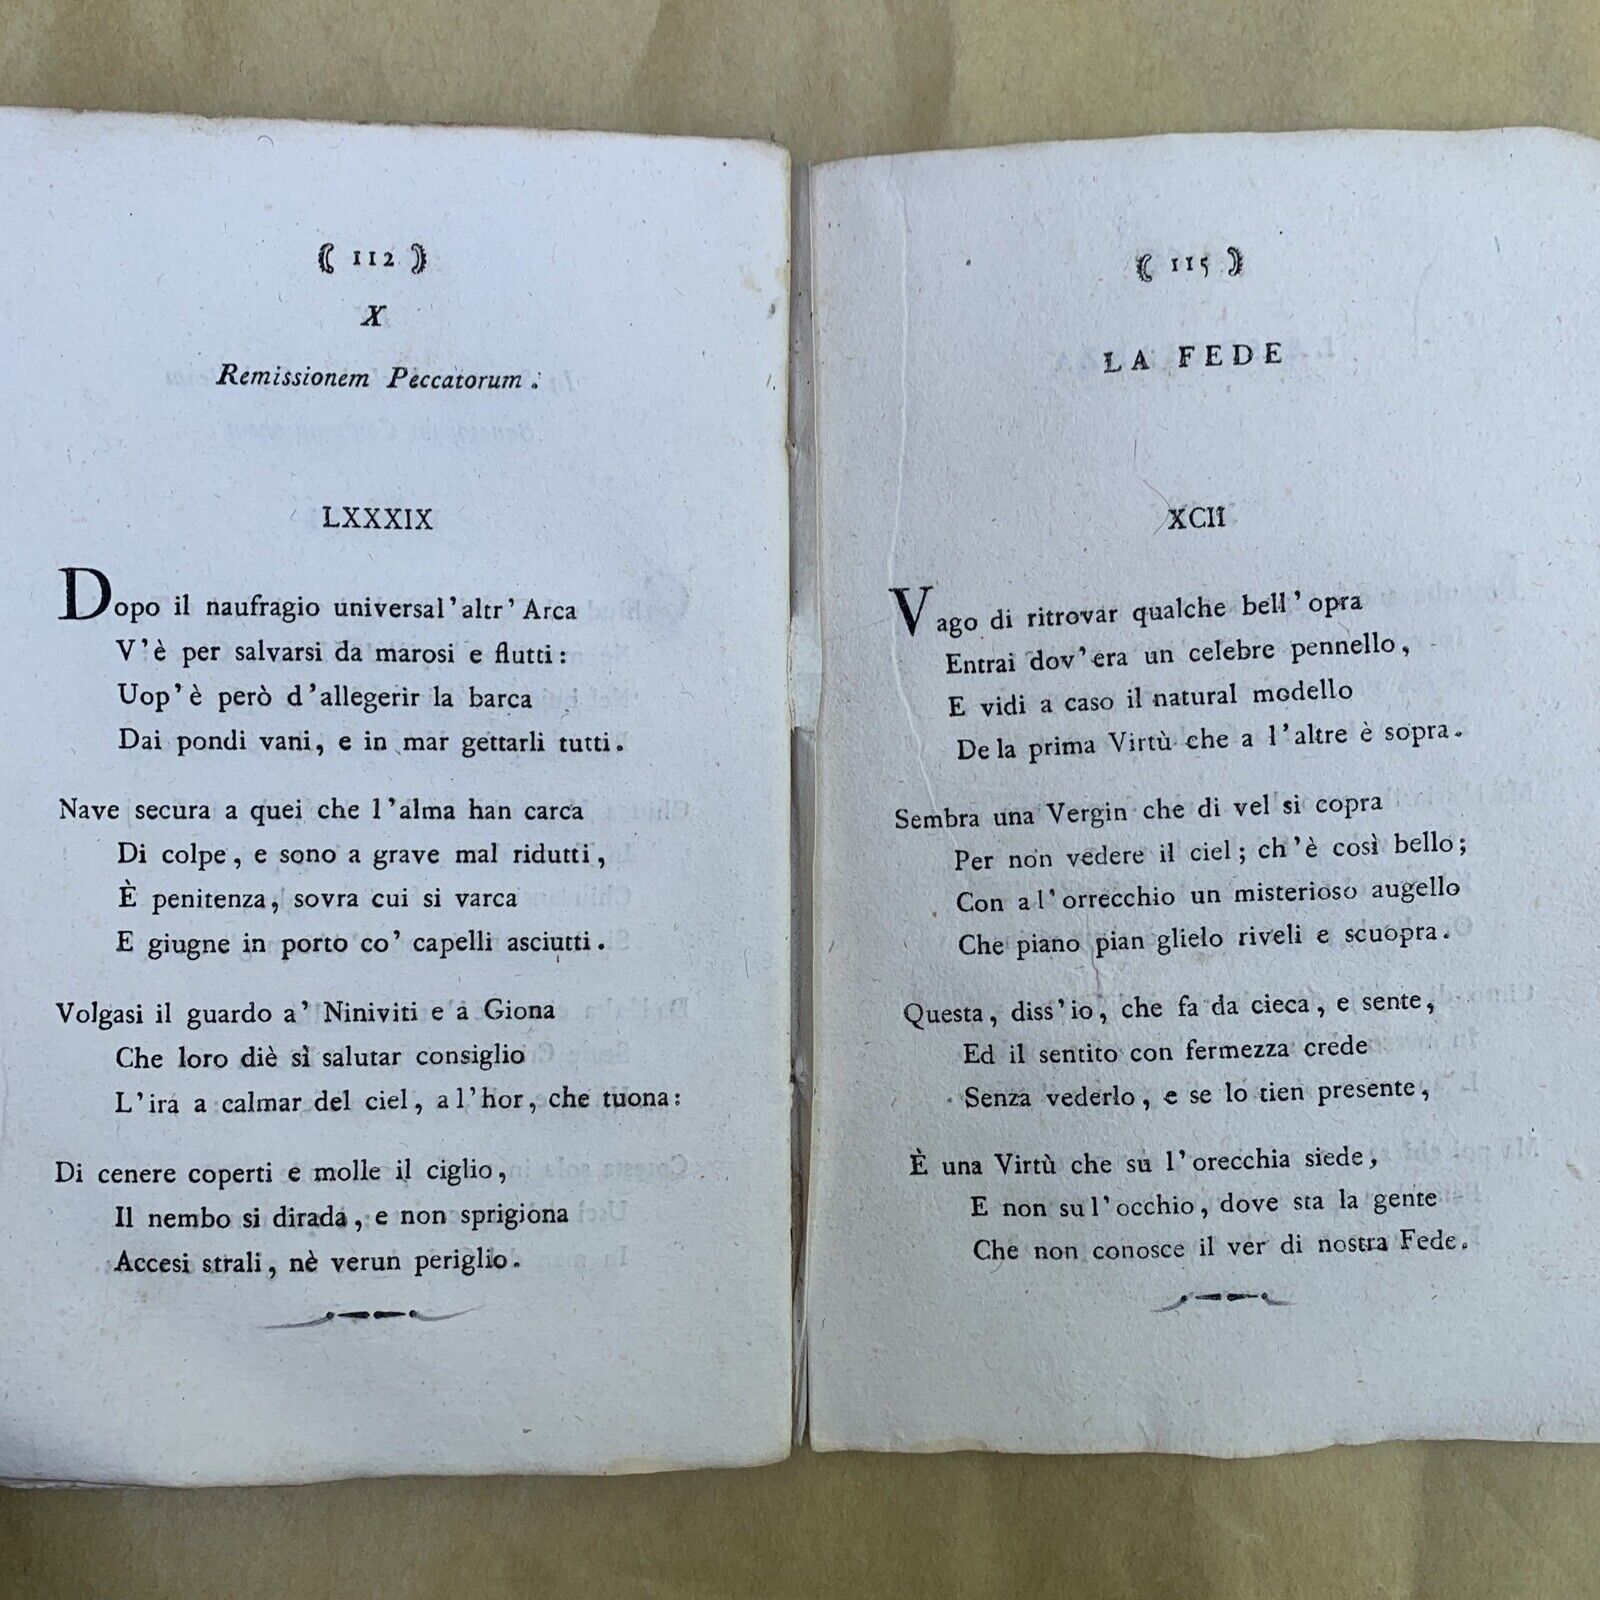 112
X
Remissionem Peccatorum.
LXXXIX
Dopo il naufragio universal' altr' Arca
V'è per salvarsi da marosi e flutti:
Uop'è però d'allegerir la barca
Dai pondi vani, e in mar gettarli tutti.
Nave secura a quei che l'alma han carca
Di colpe, e sono a grave mal ridutti,
È penitenza, sovra cui si varca
E giugne in porto co' capelli asciutti.
Volgasi il guardo a' Niniviti e a Giona
Che loro diè sì salutar consiglio
L'ira a calmar del ciel, a l'hor, che tuona:
Di cenere coperti e molle il ciglio,
Il nembo si dirada, e non sprigiona
Accesi strali, nè verun periglio.
115
LA FEDE
XCII
Vago di ritrovar qualche bell'opra
Entrai dov'era un celebre pennello,
E vidi a caso il natural modello
De la prima Virtù che a l'altre è sopra.
Sembra una Vergin che di vel si copra
Per non vedere il ciel; ch'è così bello;
Con a l'orrecchio un misterioso augello
Che piano pian glielo riveli e scuopra.
Questa, diss'io, che fa da cieca, e sente,
Ed il sentito con fermezza crede
Senza vederlo, e se lo tien presente,
È una Virtù che su l'orecchia siede,
E non su l'occhio, dove sta la gente
Che non conosce il ver di nostra Fede.